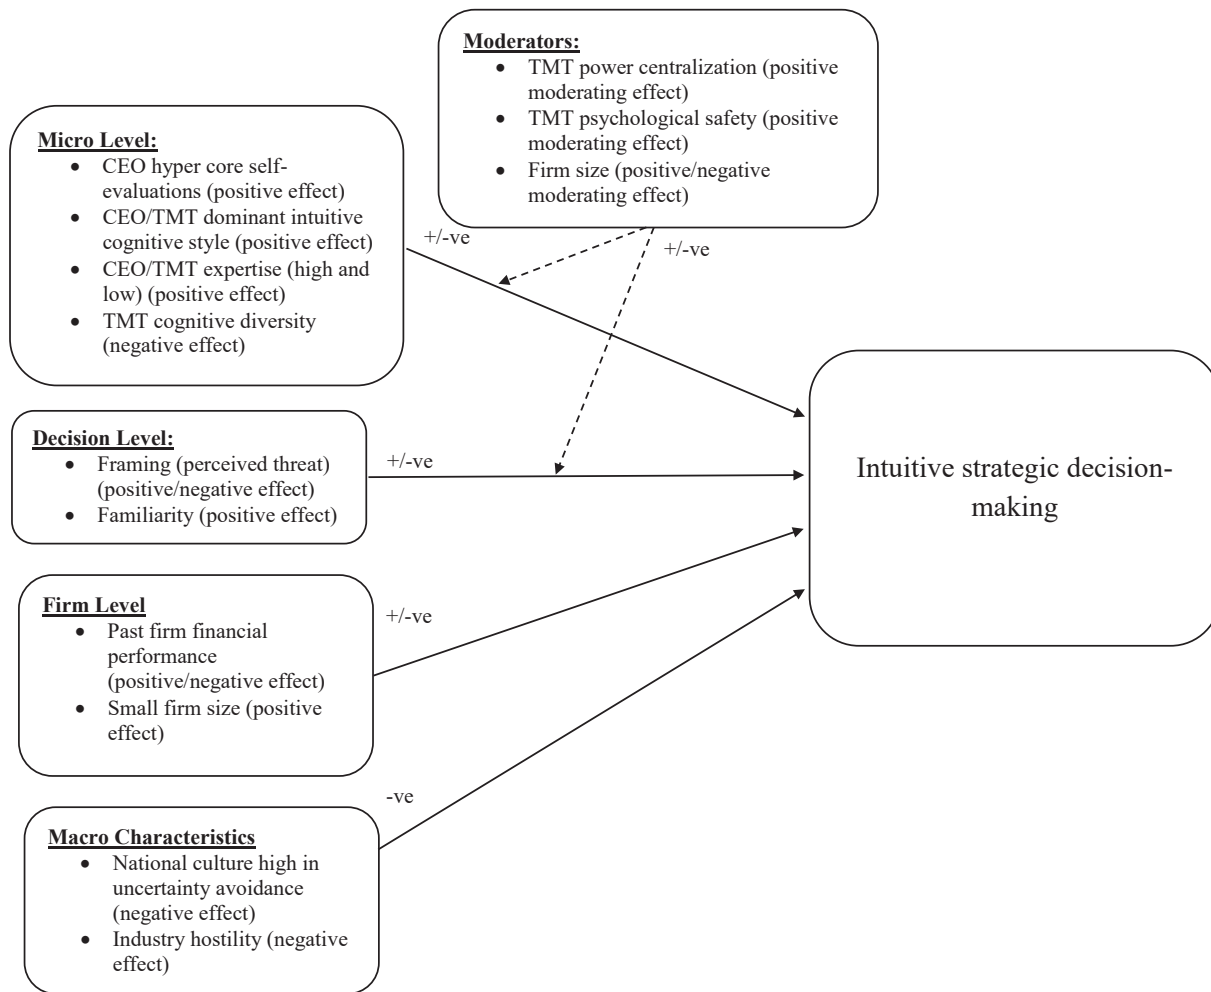 Moderators:
• TMT power centralization (positive
moderating effect)
• TMT psychological safety (positive
moderating effect)
• Firm size (positive/negative
moderating effect)
Micro Level:
• CEO hyper core self-
evaluations (positive effect)
• CEO/TMT dominant intuitive
cognitive style (positive effect)
• CEO/TMT expertise (high and
low) (positive effect)
• TMT cognitive diversity
(negative effect)
+/-ve
+/-ve
Decision Level:
• Framing (perceived threat)
(positive/negative effect)
• Familiarity (positive effect)
+/-ve
Intuitive strategic decision-
making
Firm Level
• Past firm financial
performance
(positive/negative effect)
• Small firm size (positive
effect)
+/-ve
Macro Characteristics
• National culture high in
uncertainty avoidance
(negative effect)
• Industry hostility (negative
effect)
-ve